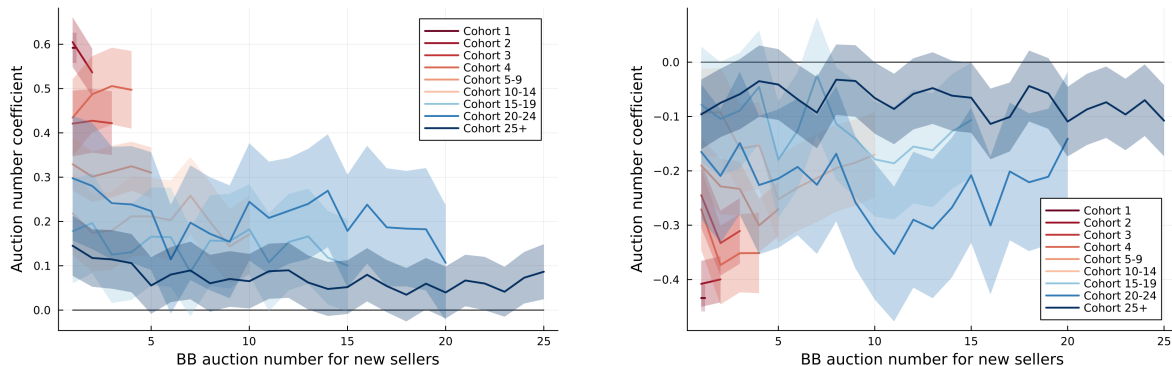 Auction number coefficient
0.6
0.5
0.4
0.3
0.2
0.1
0.0
5
10
15
20
25
BB auction number for new sellers
Cohort 1
Cohort 2
Cohort 3
Cohort 4
Cohort 5-9
Cohort 10-14
Cohort 15-19
Cohort 20-24
Cohort 25+
Auction number coefficient
0.0
−0.1
−0.2
−0.3
−0.4
5
10
15
20
25
BB auction number for new sellers
Cohort 1
Cohort 2
Cohort 3
Cohort 4
Cohort 5-9
Cohort 10-14
Cohort 15-19
Cohort 20-24
Cohort 25+